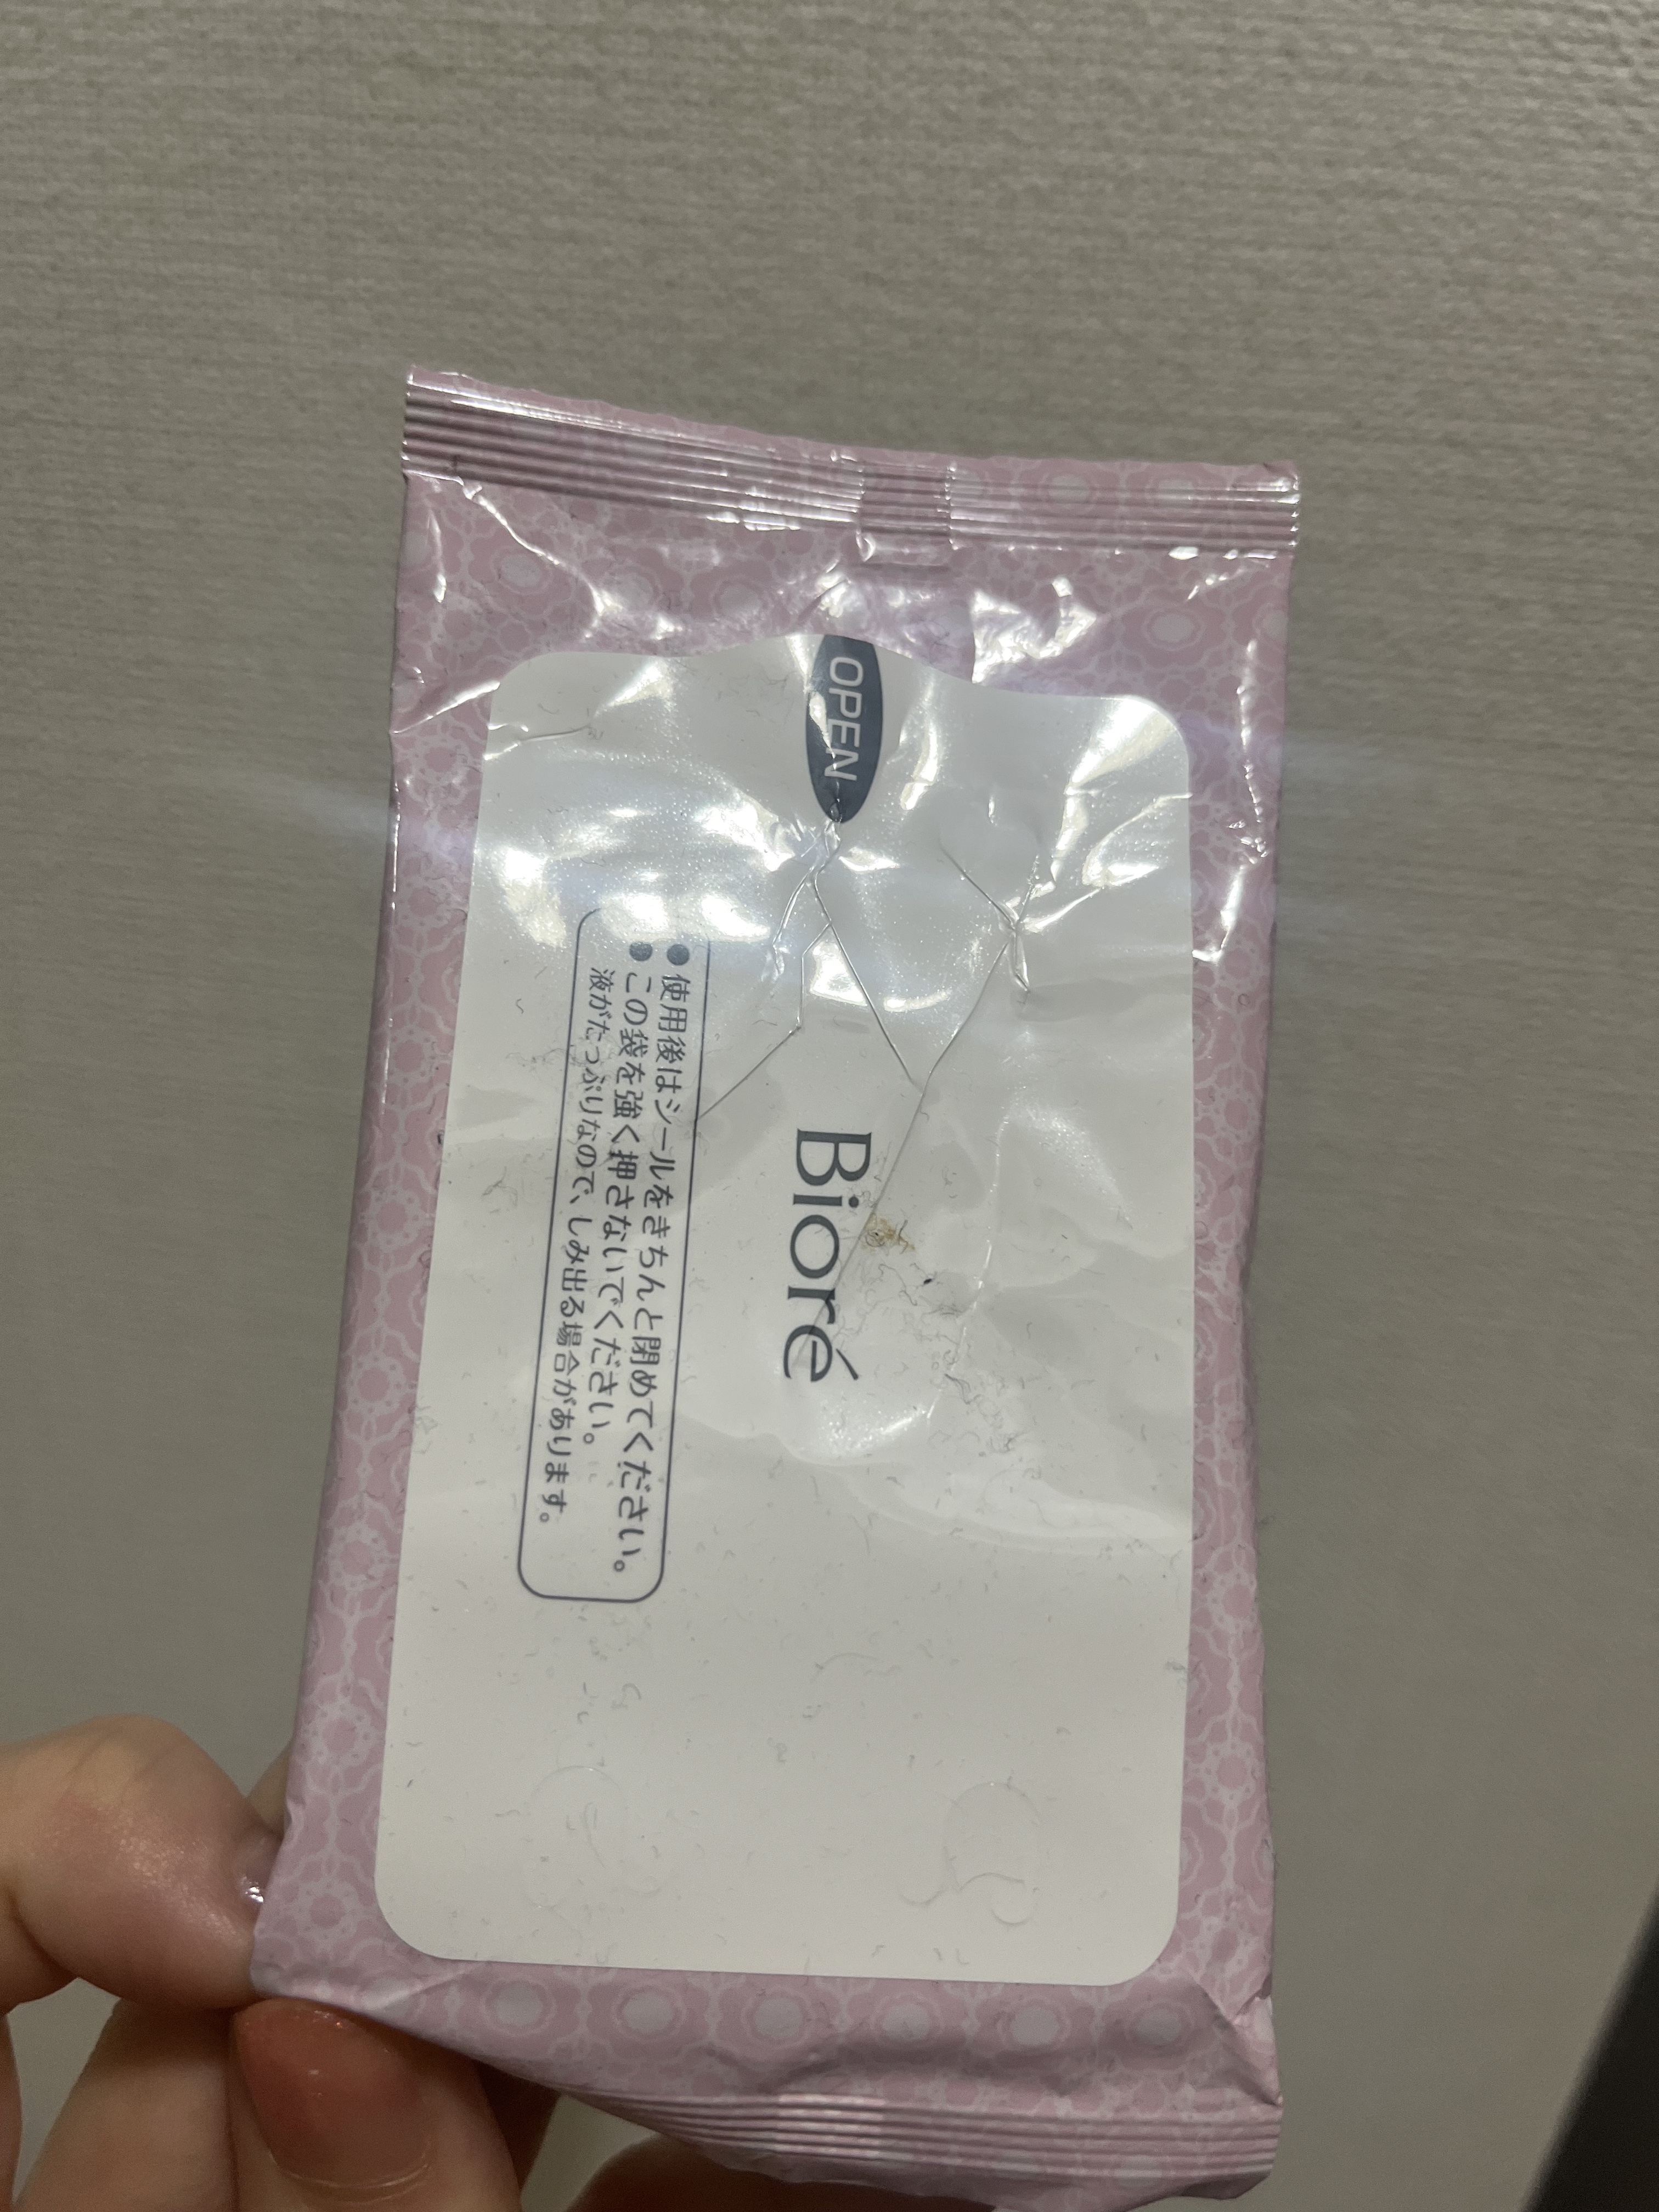 OPEN
Bioré
●使用後はシールをきちんと閉めてください。
●この袋を強く押さないでください。
液がたっぷりなので、しみ出る場合があります。